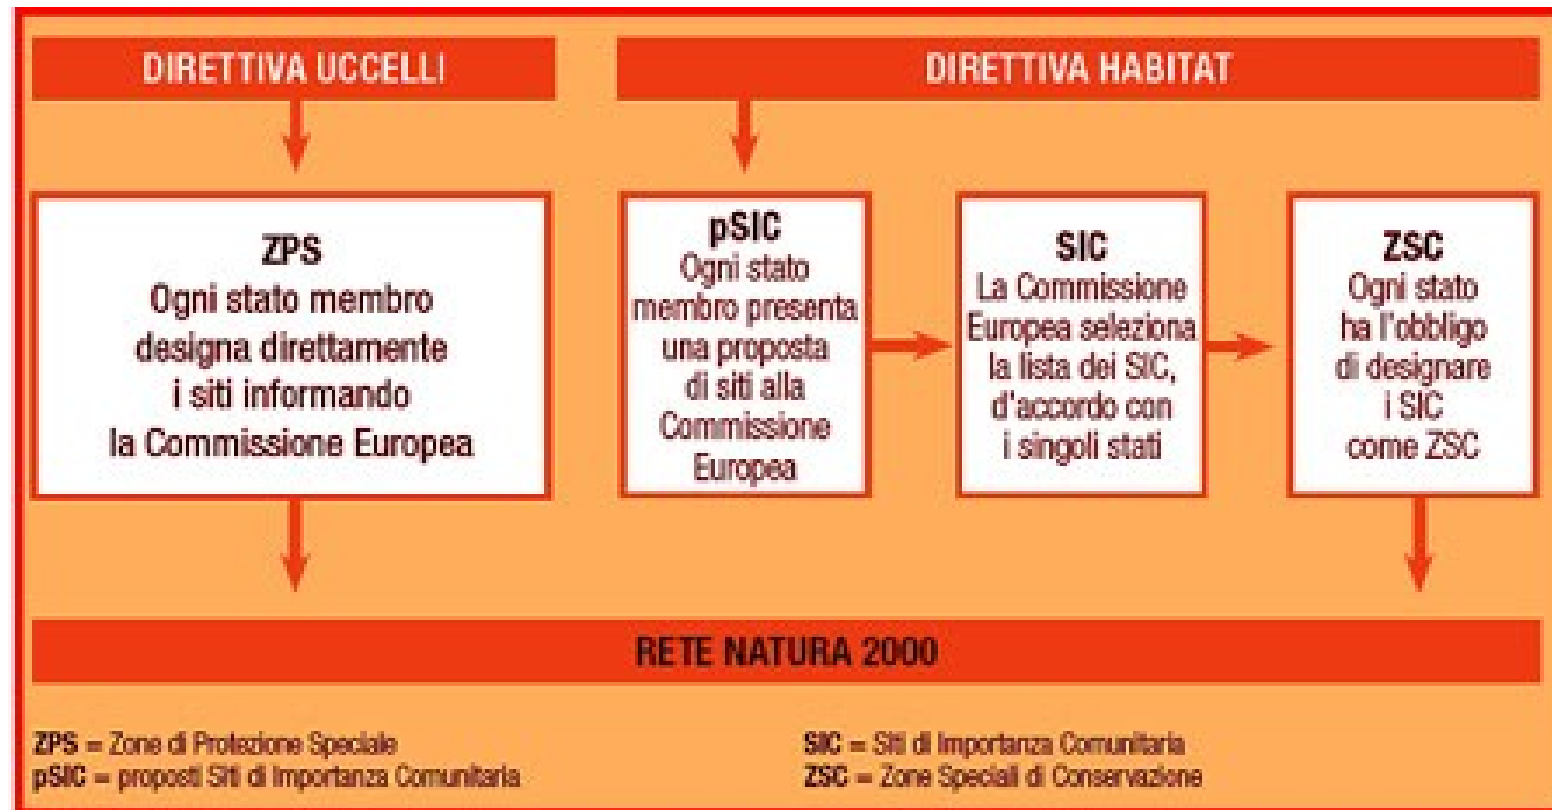 DIRETTIVA UCCELLI
DIRETTIVA HABITAT
ZPS
Ogni stato membro
designa direttamente
i siti informando
la Commissione Europea
pSIC
Ogni stato
membro presenta
una proposta
di siti alla
Commissione
Europea
SIC
La Commissione
Europea seleziona
la lista dei SIC,
d'accordo con
i singoli stati
ZSC
Ogni stato
ha l'obbligo
di designare
i SIC
come ZSC
RETE NATURA 2000
ZPS = Zone di Protezione Speciale
pSIC = proposti Siti di Importanza Comunitaria
SIC = Siti di Importanza Comunitaria
ZSC = Zone Speciali di Conservazione